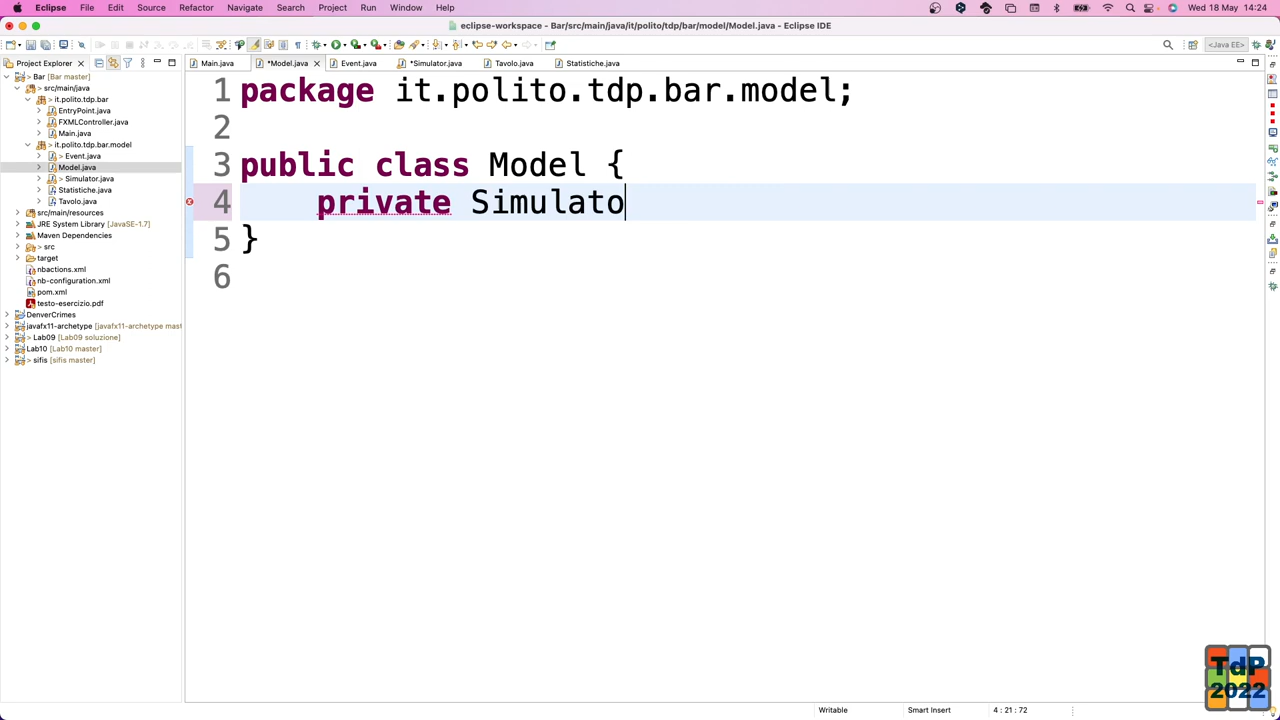 Eclipse File Edit Source Refactor Navigate Search Project Run Window Help Wed 18 May 14:24
eclipse-workspace - Bar/src/main/java/it/polito/tdp/bar/model/Model.java - Eclipse IDE
<Java EE>
Project Explorer
Main.java *Model.java Event.java *Simulator.java Tavolo.java Statistiche.java
Bar [Bar master]
src/main/java
it.polito.tdp.bar
EntryPoint.java
FXMLController.java
Main.java
it.polito.tdp.bar.model
> Event.java
Model.java
> Simulator.java
Statistiche.java
Tavolo.java
src/main/resources
JRE System Library [JavaSE-1.7]
Maven Dependencies
> src
target
nbactions.xml
nb-configuration.xml
pom.xml
testo-esercizio.pdf
DenverCrimes
javafx11-archetype [javafx11-archetype mast
> Lab09 [Lab09 soluzione]
Lab10 [Lab10 master]
> sifis [sifis master]
1 package it.polito.tdp.bar.model;
2
3 public class Model {
4 private Simulato
5 }
6
Writable Smart Insert 4 : 21 : 72
TdP
2022